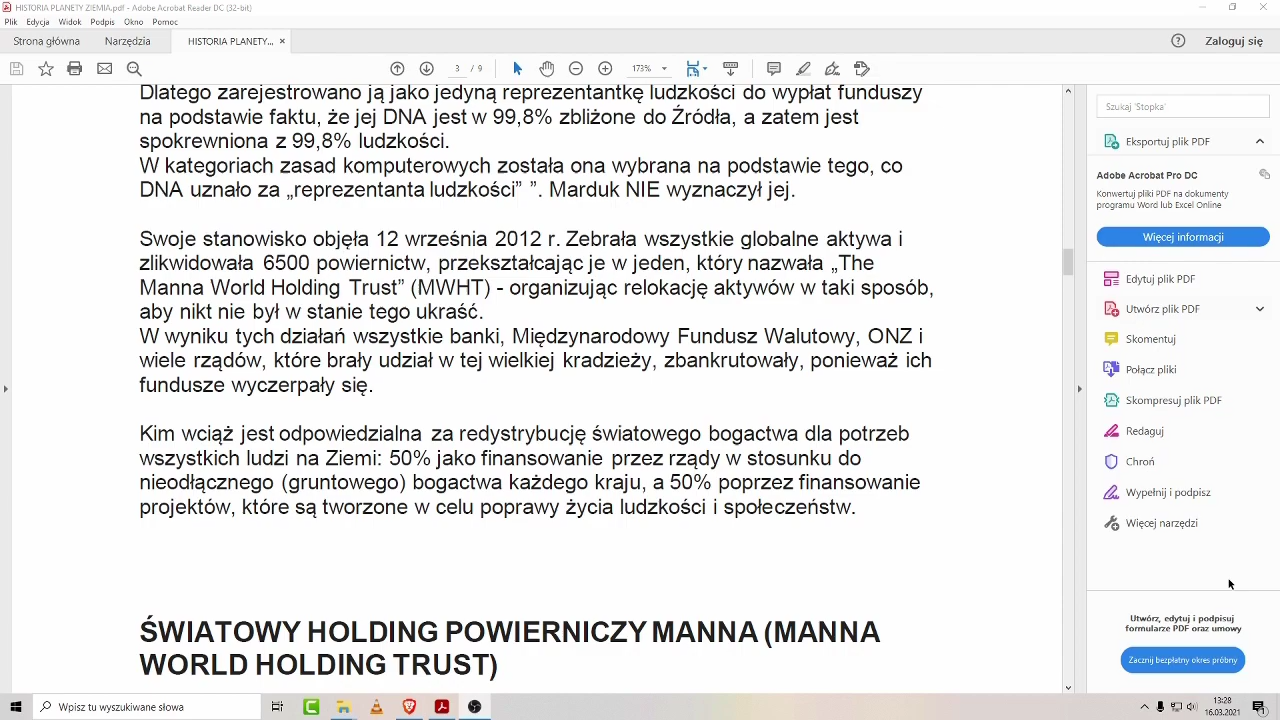 HISTORIA PLANETY ZIEMIA.pdf - Adobe Acrobat Reader DC (32-bit)
Plik Edycja Widok Podpis Okno Pomoc
Strona główna Narzędzia HISTORIA PLANETY... × Zaloguj się
3 / 9 173%
Dlatego zarejestrowano ją jako jedyną reprezentantkę ludzkości do wypłat funduszy
na podstawie faktu, że jej DNA jest w 99,8% zbliżone do Źródła, a zatem jest
spokrewniona z 99,8% ludzkości.
W kategoriach zasad komputerowych została ona wybrana na podstawie tego, co
DNA uznało za „reprezentanta ludzkości” ”. Marduk NIE wyznaczył jej.
Swoje stanowisko objęła 12 września 2012 r. Zebrała wszystkie globalne aktywa i
zlikwidowała 6500 powiernictw, przekształcając je w jeden, który nazwała „The
Manna World Holding Trust” (MWHT) - organizując relokację aktywów w taki sposób,
aby nikt nie był w stanie tego ukraść.
W wyniku tych działań wszystkie banki, Międzynarodowy Fundusz Walutowy, ONZ i
wiele rządów, które brały udział w tej wielkiej kradzieży, zbankrutowały, ponieważ ich
fundusze wyczerpały się.
Kim wciąż jest odpowiedzialna za redystrybucję światowego bogactwa dla potrzeb
wszystkich ludzi na Ziemi: 50% jako finansowanie przez rządy w stosunku do
nieodłącznego (gruntowego) bogactwa każdego kraju, a 50% poprzez finansowanie
projektów, które są tworzone w celu poprawy życia ludzkości i społeczeństw.
ŚWIATOWY HOLDING POWIERNICZY MANNA (MANNA
WORLD HOLDING TRUST)
Szukaj 'Stopka'
Eksportuj plik PDF
Adobe Acrobat Pro DC
Konwertuj pliki PDF na dokumenty
programu Word lub Excel Online
Więcej informacji
Edytuj plik PDF
Utwórz plik PDF
Skomentuj
Połącz pliki
Skompresuj plik PDF
Redaguj
Chroń
Wypełnij i podpisz
Więcej narzędzi
Utwórz, edytuj i podpisuj
formularze PDF oraz umowy
Zacznij bezpłatny okres próbny
Wpisz tu wyszukiwane słowa
13:28
16.03.2021